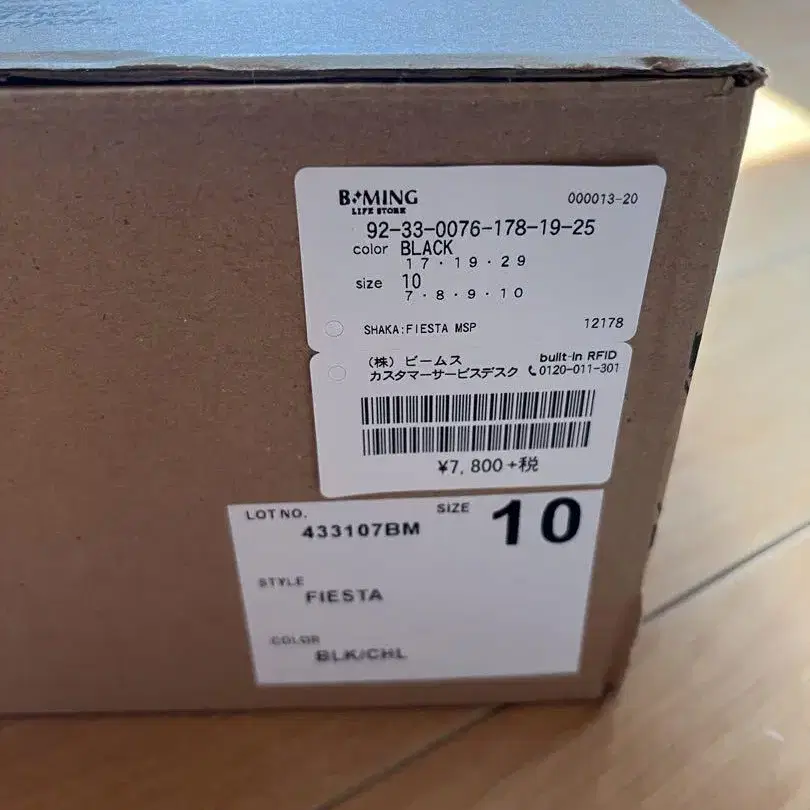 B✦MING
LIFE STORE
000013-20
92-33-0076-178-19-25
color BLACK
17・19・29
size 10
7・8・9・10
SHAKA:FIESTA MSP 12178
(株) ビームス built-in RFID
カスタマーサービスデスク 0120-011-301
¥7,800+税
LOT NO. SIZE 10
433107BM
STYLE
FIESTA
COLOR
BLK/CHL